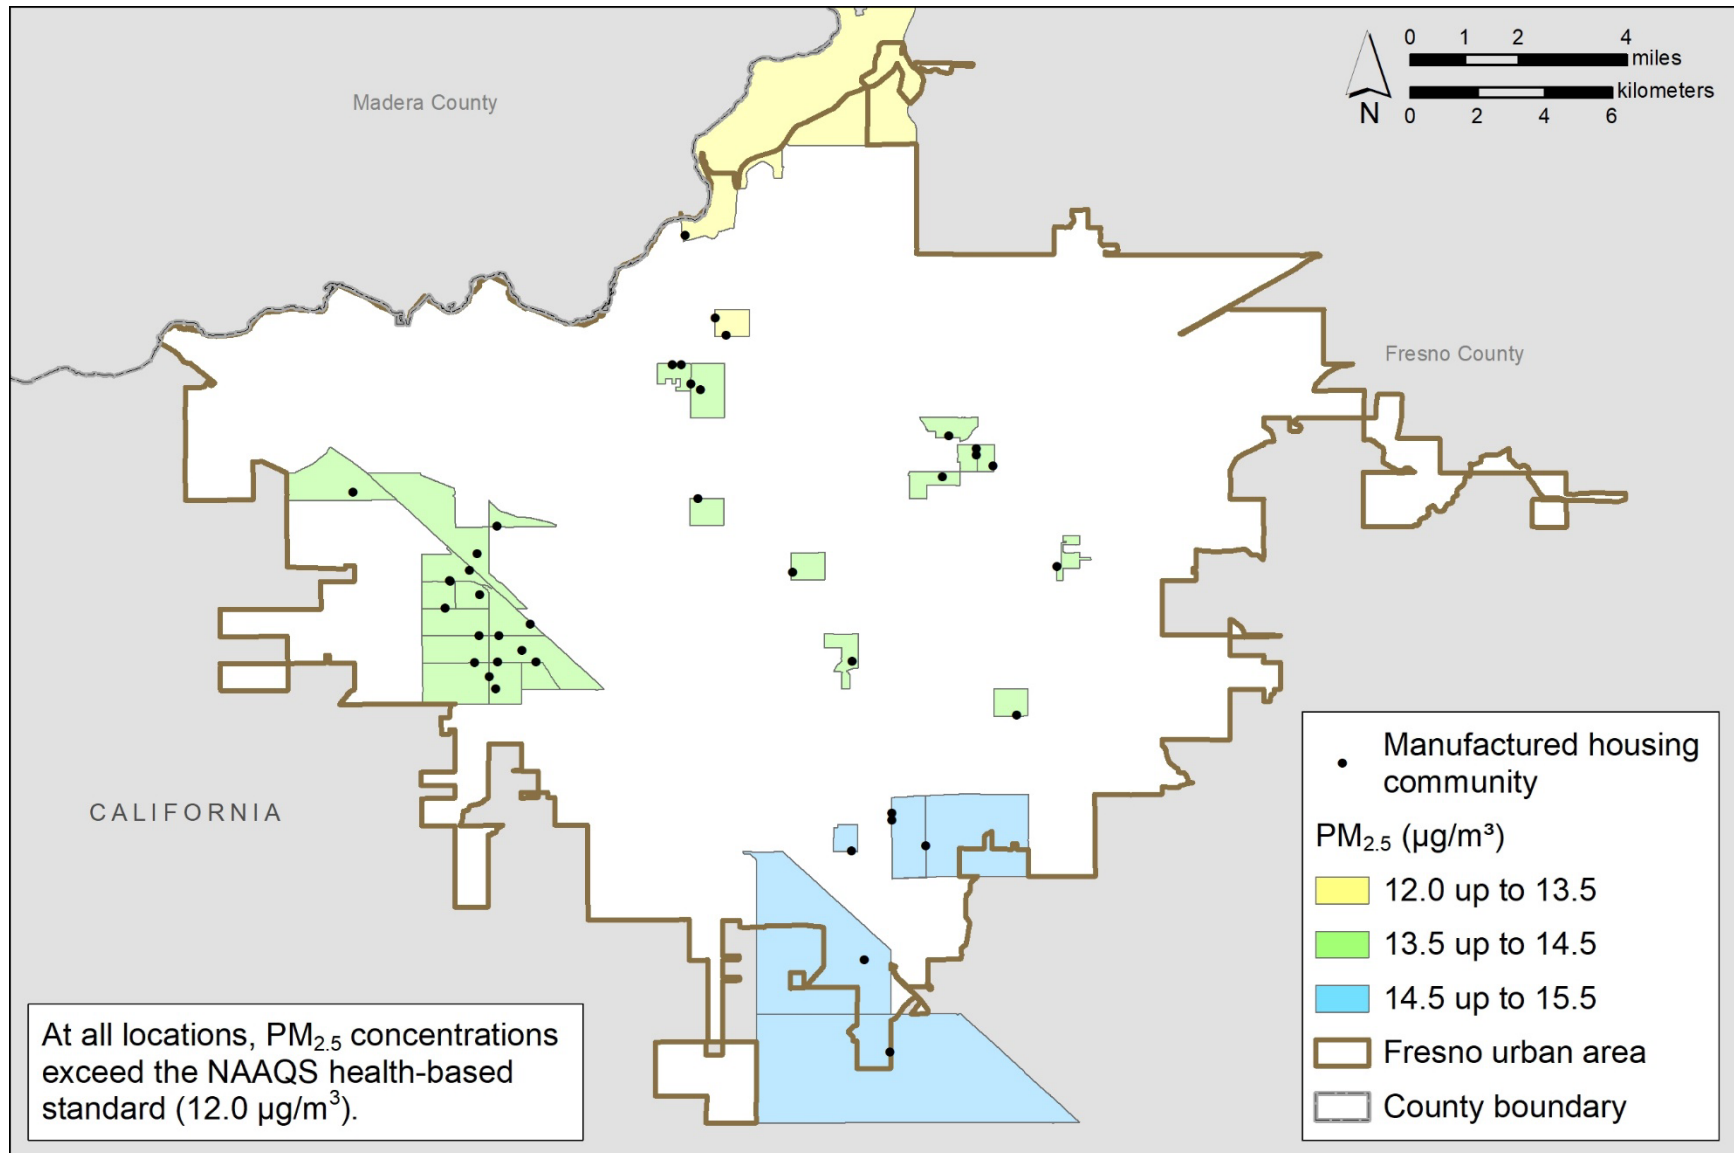 Madera County
0 1 2 4
miles
kilometers
0 2 4 6
N
Fresno County
CALIFORNIA
Manufactured housing
community
PM₂.₅ (µg/m³)
12.0 up to 13.5
13.5 up to 14.5
14.5 up to 15.5
Fresno urban area
County boundary
At all locations, PM₂.₅ concentrations
exceed the NAAQS health-based
standard (12.0 µg/m³).